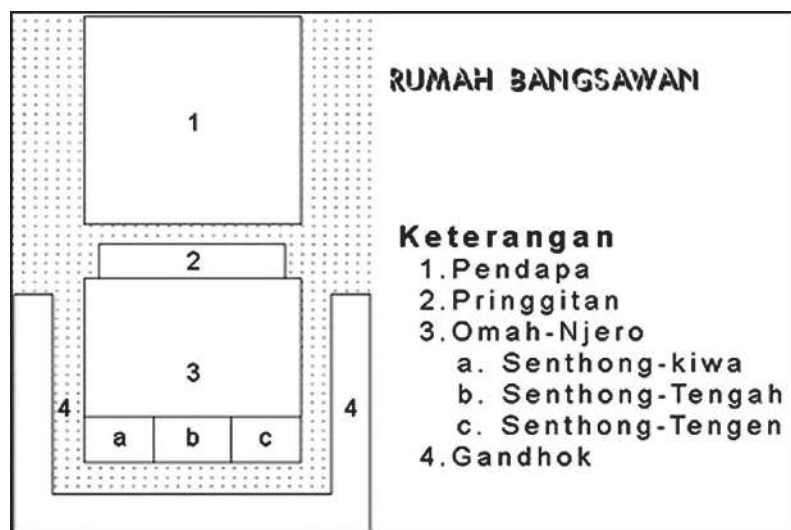 RUMAH BANGSAWAN
1
2
3
4
4
a b c
Keterangan
1.Pendapa
2.Pringgitan
3.Omah-Njero
a. Senthong-kiwa
b. Senthong-Tengah
c. Senthong-Tengen
4.Gandhok